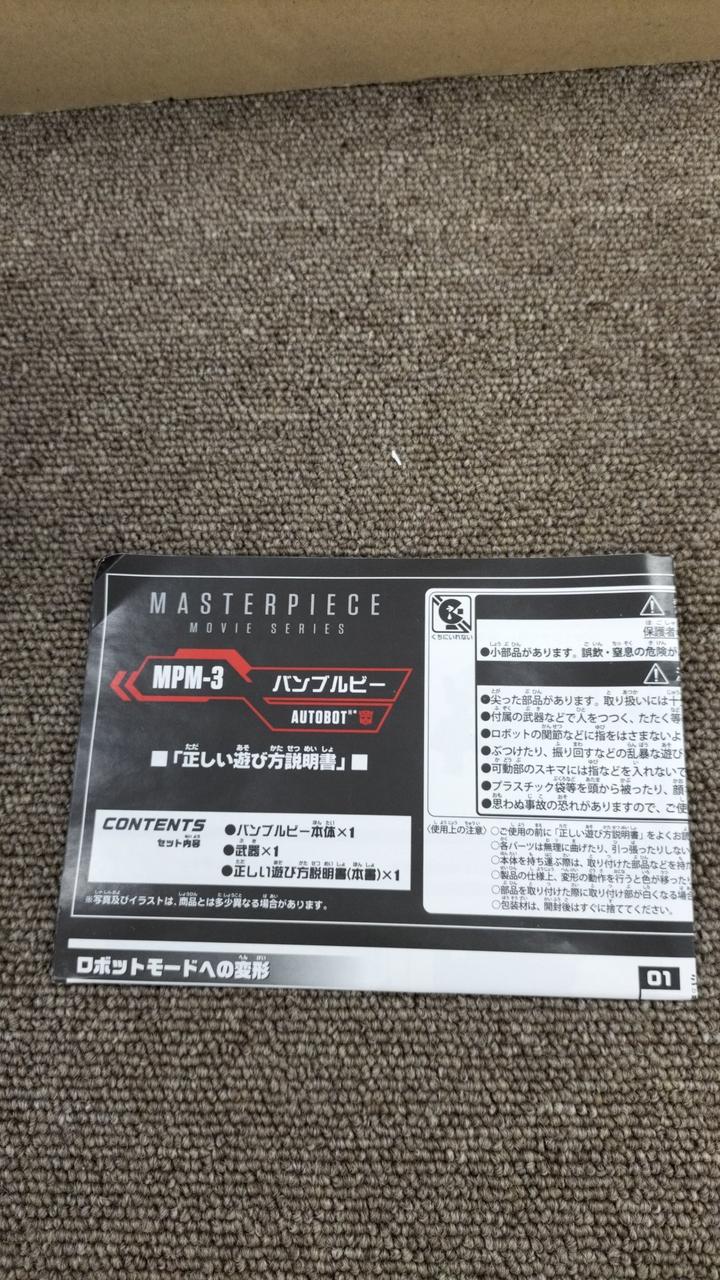 MASTERPIECE
MOVIE SERIES
MPM-3
バンブルビー
AUTOBOT
■「正しい遊び方説明書」■
CONTENTS
セット内容
●バンブルビー本体×1
●武器×1
●正しい遊び方説明書(本書)×1
※写真及びイラストは、商品とは多少異なる場合があります。
くちにいれない
保護者
●小部品があります。誤飲・窒息の危険が
●尖った部品があります。取り扱いには十
●付属の武器などで人をつつく、たたく等
●ロボットの関節などに指をはさまないよ
●ぶつけたり、振り回すなどの乱暴な遊び
●可動部のスキマには指などを入れないで
●プラスチック袋等を頭から被ったり、顔
●思わぬ事故の恐れがありますので、ご使
〈使用上の注意〉
○ご使用の前に「正しい遊び方説明書」をよくお読
○各パーツは無理に曲げたり、引っ張ったりしない
○本体を持ち運ぶ際は、取り付けた部品などを持た
○製品の仕様上、変形の動作を行うと色が移った
○部品を取り付けた際に取り付け部が白くなる場合
○包装材は、開封後はすぐに捨ててください。
ロボットモードへの変形
01